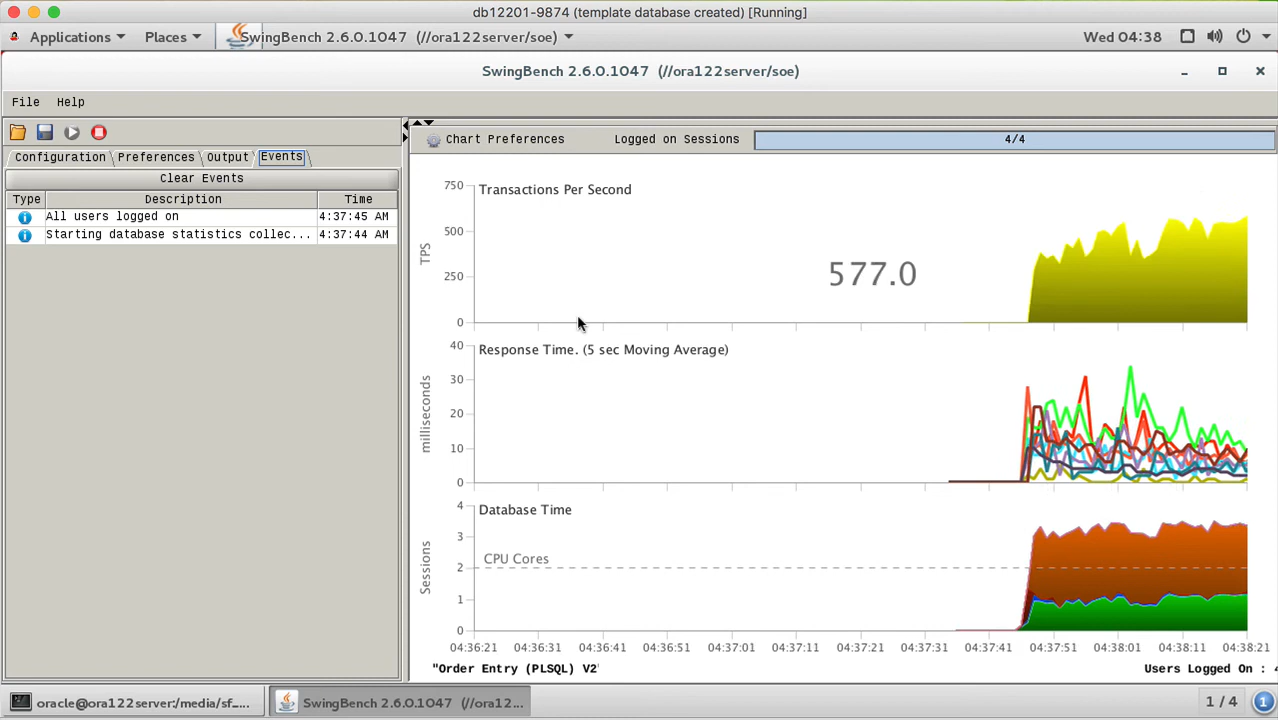 db12201-9874 (template database created) [Running]
Applications Places SwingBench 2.6.0.1047 (//ora122server/soe) Wed 04:38
SwingBench 2.6.0.1047 (//ora122server/soe)
File Help
Chart Preferences Logged on Sessions 4/4
Configuration Preferences Output Events
Clear Events
Type Description Time
All users logged on 4:37:45 AM
Starting database statistics collec... 4:37:44 AM
Transactions Per Second
750
500
250
0
TPS
577.0
Response Time. (5 sec Moving Average)
40
30
20
10
0
milliseconds
Database Time
4
3
2
1
0
Sessions
CPU Cores
04:36:21 04:36:31 04:36:41 04:36:51 04:37:01 04:37:11 04:37:21 04:37:31 04:37:41 04:37:51 04:38:01 04:38:11 04:38:21
"Order Entry (PLSQL) V2' Users Logged On : 4
oracle@ora122server:/media/sf_... SwingBench 2.6.0.1047 (//ora12... 1 / 4 1